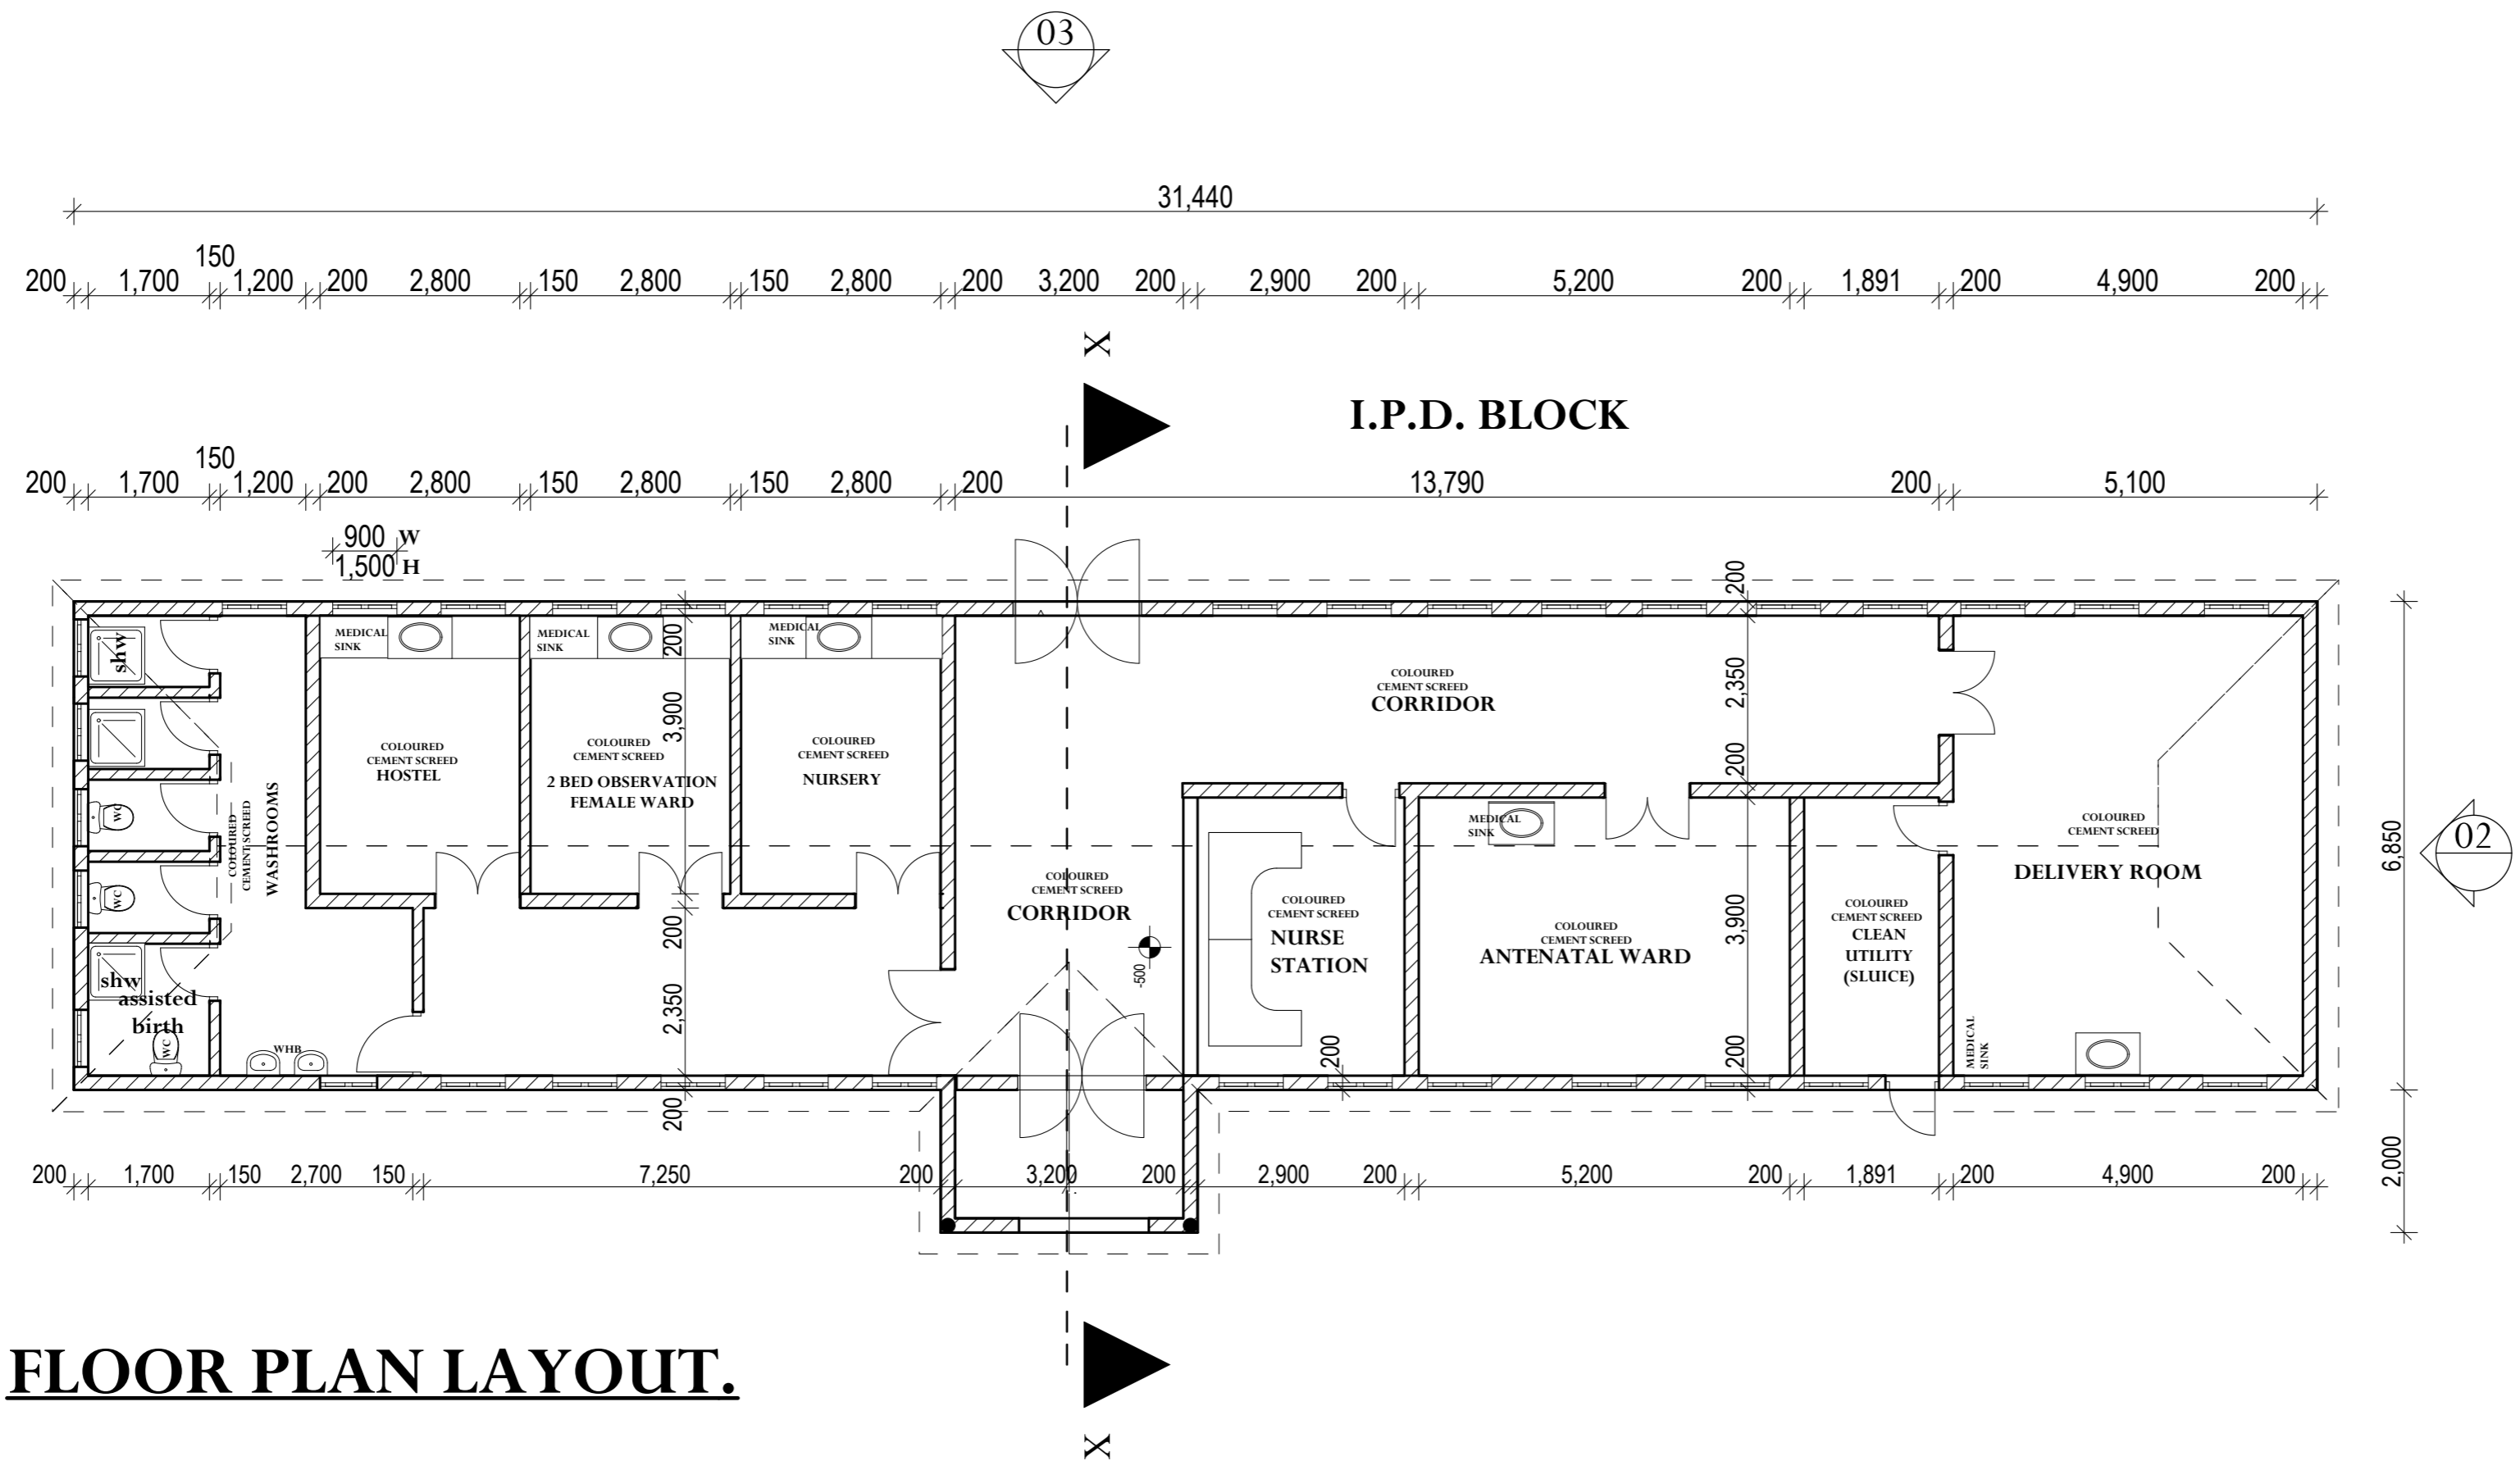 03
31,440
150
200 1,700 1,200 200 2,800 150 2,800 150 2,800 200 3,200 200 2,900 200 5,200 200 1,891 200 4,900 200
X
I.P.D. BLOCK
150
200 1,700 1,200 200 2,800 150 2,800 150 2,800 200 13,790 200 5,100
900 W
1,500 H
200
shw
MEDICAL
SINK
MEDICAL
SINK
200
MEDICAL
SINK
COLOURED
CEMENT SCREED
CORRIDOR
2,350
3,900
COLOURED
CEMENT SCREED
HOSTEL
COLOURED
CEMENT SCREED
2 BED OBSERVATION
FEMALE WARD
COLOURED
CEMENT SCREED
NURSERY
200
WC
WC
COLOURED
CEMENT SCREED
WASHROOMS
MEDICAL
SINK
COLOURED
CEMENT SCREED
DELIVERY ROOM
6,850
02
COLOURED
CEMENT SCREED
CORRIDOR
-500
COLOURED
CEMENT SCREED
NURSE
STATION
COLOURED
CEMENT SCREED
ANTENATAL WARD
3,900
COLOURED
CEMENT SCREED
CLEAN
UTILITY
(SLUICE)
200
2,350
shw
assisted
birth
WC
WHB
200
200
MEDICAL
SINK
200
2,000
200 1,700 150 2,700 150 7,250 200 3,200 200 2,900 200 5,200 200 1,891 200 4,900 200
FLOOR PLAN LAYOUT.
X